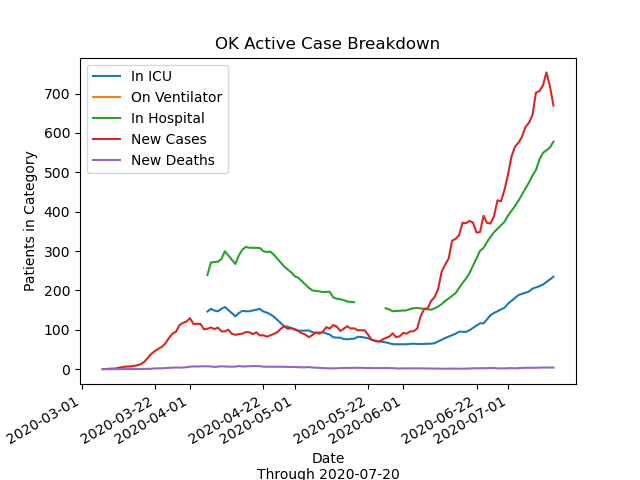 OK Active Case Breakdown
In ICU
On Ventilator
In Hospital
New Cases
New Deaths
Patients in Category
700
600
500
400
300
200
100
0
2020-03-01
2020-03-22
2020-04-01
2020-04-22
2020-05-01
2020-05-22
2020-06-01
2020-06-22
2020-07-01
Date
Through 2020-07-20